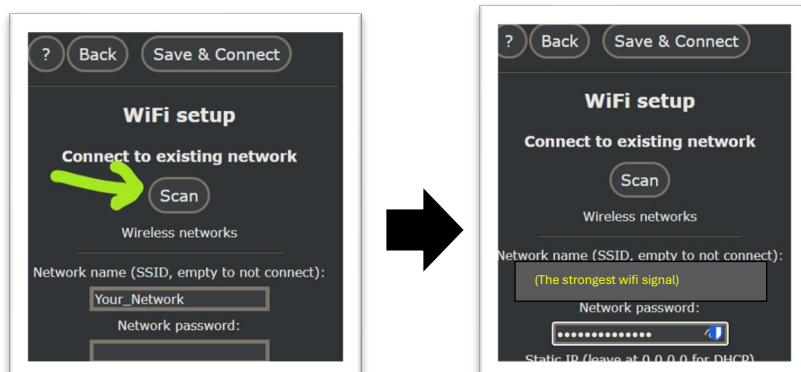 ? Back Save & Connect
WiFi setup
Connect to existing network
Scan
Wireless networks
Network name (SSID, empty to not connect):
Your_Network
Network password:
? Back Save & Connect
WiFi setup
Connect to existing network
Scan
Wireless networks
Network name (SSID, empty to not connect):
(The strongest wifi signal)
Network password:
••••••••••••••
Static IP (leave at 0.0.0.0 for DHCP)